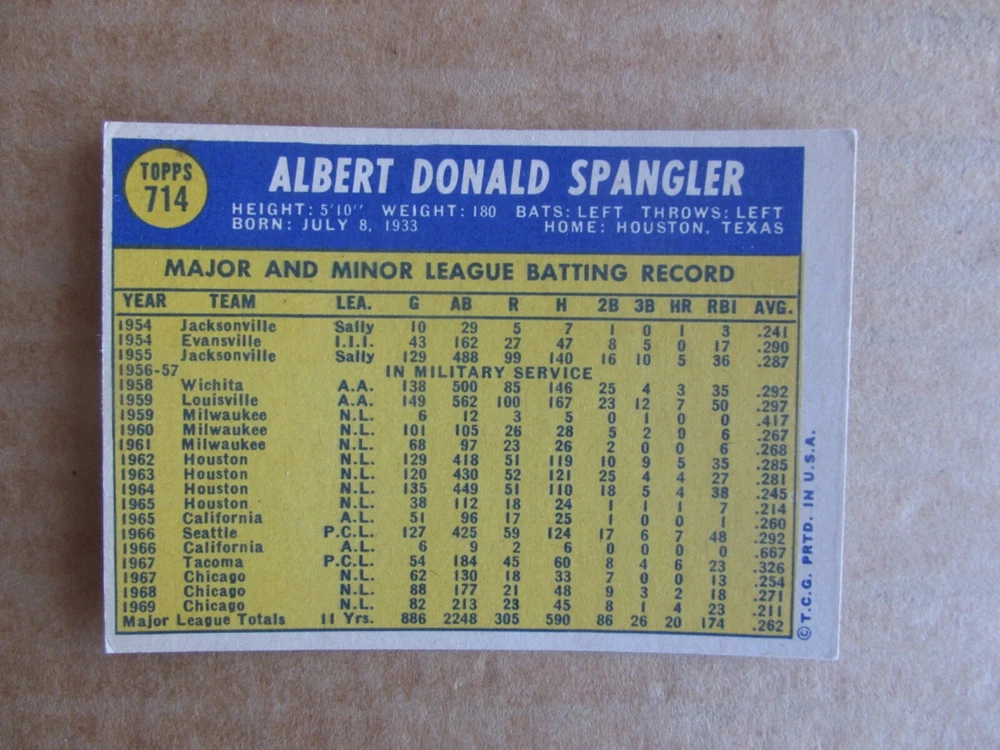 TOPPS
714
ALBERT DONALD SPANGLER
HEIGHT: 5'10" WEIGHT: 180 BATS: LEFT THROWS: LEFT
BORN: JULY 8, 1933 HOME: HOUSTON, TEXAS
MAJOR AND MINOR LEAGUE BATTING RECORD
YEAR TEAM LEA. G AB R H 2B 3B HR RBI AVG.
1954 Jacksonville Sally 10 29 5 7 1 0 1 3 .241
1954 Evansville I.I.I. 43 162 27 47 8 5 0 17 .290
1955 Jacksonville Sally 129 488 99 140 16 10 5 36 .287
1956-57 IN MILITARY SERVICE
1958 Wichita A.A. 138 500 85 146 25 4 3 35 .292
1959 Louisville A.A. 149 562 100 167 23 12 7 50 .297
1959 Milwaukee N.L. 6 12 3 5 0 1 0 0 .417
1960 Milwaukee N.L. 101 105 26 28 5 2 0 6 .267
1961 Milwaukee N.L. 68 97 23 26 2 0 0 6 .268
1962 Houston N.L. 129 418 51 119 10 9 5 35 .285
1963 Houston N.L. 120 430 52 121 25 4 4 27 .281
1964 Houston N.L. 135 449 51 110 18 5 4 38 .245
1965 Houston N.L. 38 112 18 24 1 1 1 7 .214
1965 California A.L. 51 96 17 25 1 0 0 1 .260
1966 Seattle P.C.L. 127 425 59 124 17 6 7 48 .292
1966 California A.L. 6 9 2 6 0 0 0 0 .667
1967 Tacoma P.C.L. 54 184 45 60 8 4 6 23 .326
1967 Chicago N.L. 62 130 18 33 7 0 0 13 .254
1968 Chicago N.L. 88 177 21 48 9 3 2 18 .271
1969 Chicago N.L. 82 213 23 45 8 1 4 23 .211
Major League Totals 11 Yrs. 886 2248 305 590 86 26 20 174 .262
© T.C.G. PRTD. IN U.S.A.